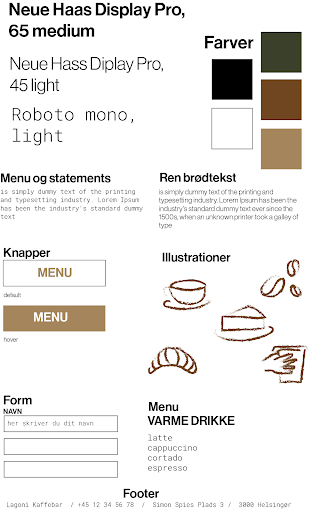 Neue Haas Display Pro,
65 medium
Neue Hass Diplay Pro,
45 light
Roboto mono,
light
Farver
Menu og statements
is simply dummy text of the printing
and typesetting industry. Lorem Ipsum
has been the industry's standard dummy
text
Ren brødtekst
is simply dummy text of the printing and
typesetting industry. Lorem Ipsum has been the
industry's standard dummy text ever since the
1500s, when an unknown printer took a galley of
type
Knapper
MENU
default
MENU
hover
Illustrationer
Form
NAVN
her skriver du dit navn
Menu
VARME DRIKKE
latte
cappuccino
cortado
espresso
Footer
Lagoni Kaffebar / +45 12 34 56 78 / Simon Spies Plads 3 / 3000 Helsingør